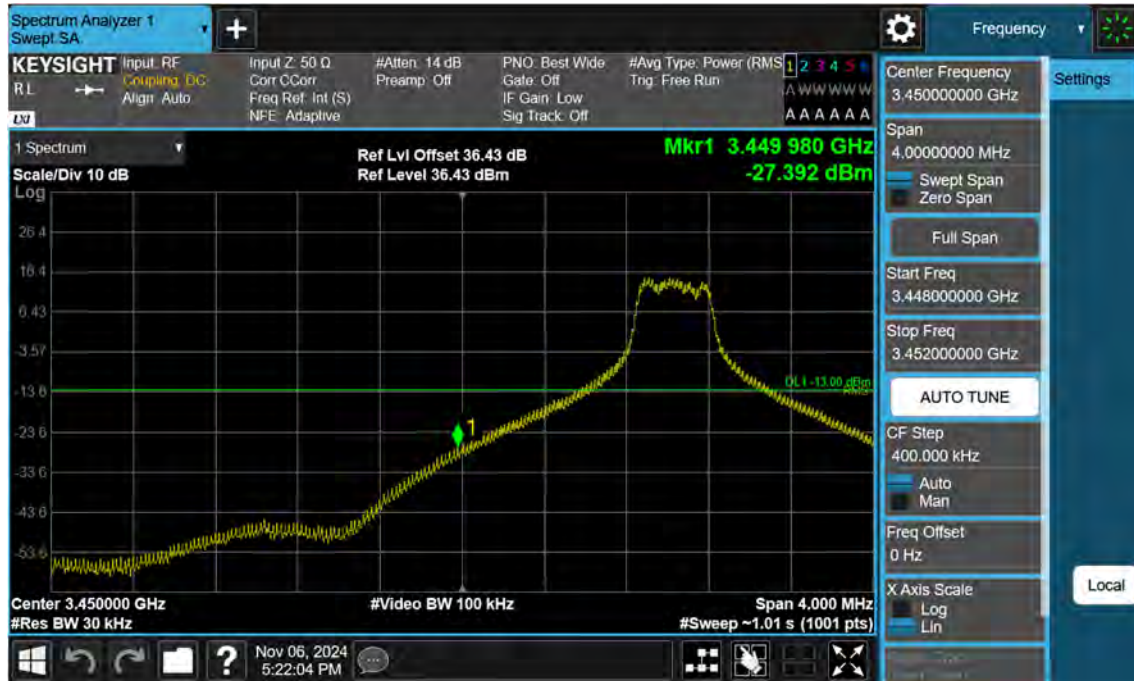 Spectrum Analyzer 1
Swept SA
+
Frequency
KEYSIGHT
RL
LXI
Input: RF
Coupling: DC
Align: Auto
Input Z: 50 Ω
Corr CCorr
Freq Ref: Int (S)
NFE: Adaptive
#Atten: 14 dB
Preamp: Off
PNO: Best Wide
Gate: Off
IF Gain: Low
Sig Track: Off
#Avg Type: Power (RMS
Trig: Free Run
1 2 3 4 5 6
A W W W W W
A A A A A A
1 Spectrum
Scale/Div 10 dB
Ref Lvl Offset 36.43 dB
Ref Level 36.43 dBm
Mkr1 3.449 980 GHz
-27.392 dBm
Log
26.4
16.4
6.43
-3.57
-13.6
-23.6
-33.6
-43.6
-53.6
DL1 -13.00 dBm
RMS
1
Center 3.450000 GHz
#Res BW 30 kHz
#Video BW 100 kHz
Span 4.000 MHz
#Sweep ~1.01 s (1001 pts)
Center Frequency
3.450000000 GHz
Settings
Span
4.00000000 MHz
Swept Span
Zero Span
Full Span
Start Freq
3.448000000 GHz
Stop Freq
3.452000000 GHz
AUTO TUNE
CF Step
400.000 kHz
Auto
Man
Freq Offset
0 Hz
X Axis Scale
Log
Lin
Local
?
Nov 06, 2024
5:22:04 PM